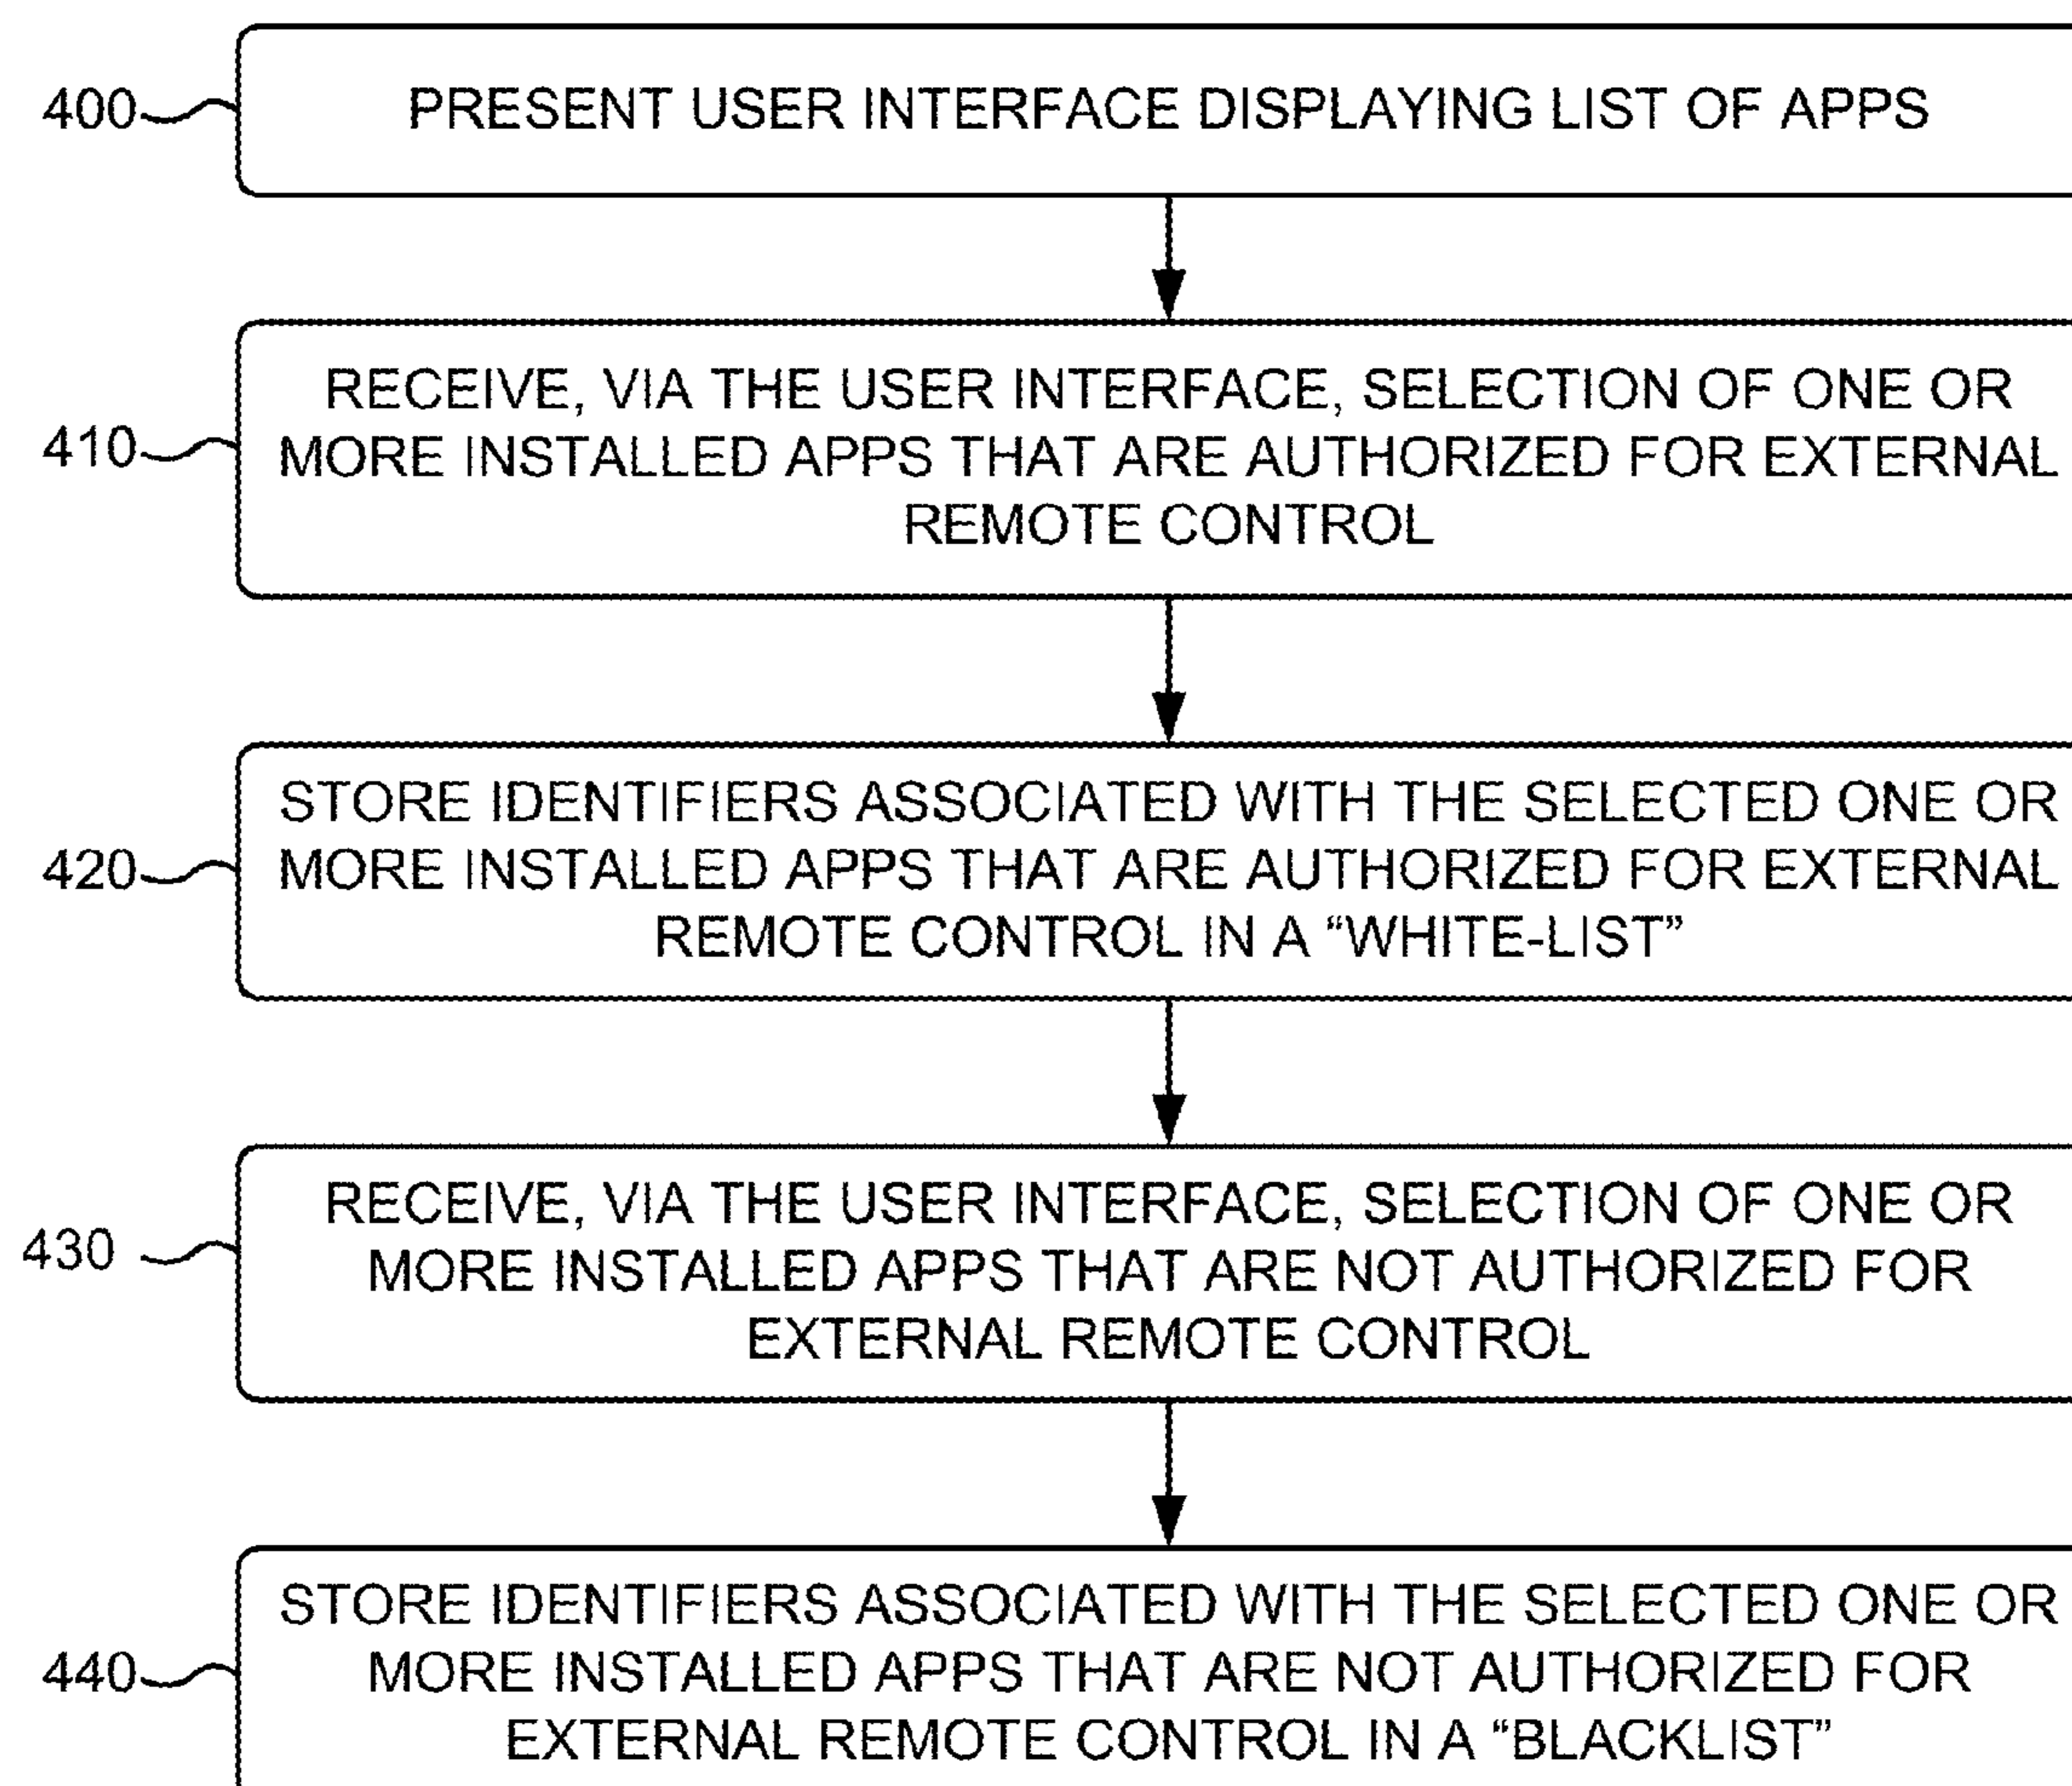 400
PRESENT USER INTERFACE DISPLAYING LIST OF APPS
410
RECEIVE, VIA THE USER INTERFACE, SELECTION OF ONE OR
MORE INSTALLED APPS THAT ARE AUTHORIZED FOR EXTERNAL
REMOTE CONTROL
420
STORE IDENTIFIERS ASSOCIATED WITH THE SELECTED ONE OR
MORE INSTALLED APPS THAT ARE AUTHORIZED FOR EXTERNAL
REMOTE CONTROL IN A “WHITE-LIST”
430
RECEIVE, VIA THE USER INTERFACE, SELECTION OF ONE OR
MORE INSTALLED APPS THAT ARE NOT AUTHORIZED FOR
EXTERNAL REMOTE CONTROL
440
STORE IDENTIFIERS ASSOCIATED WITH THE SELECTED ONE OR
MORE INSTALLED APPS THAT ARE NOT AUTHORIZED FOR
EXTERNAL REMOTE CONTROL IN A “BLACKLIST”